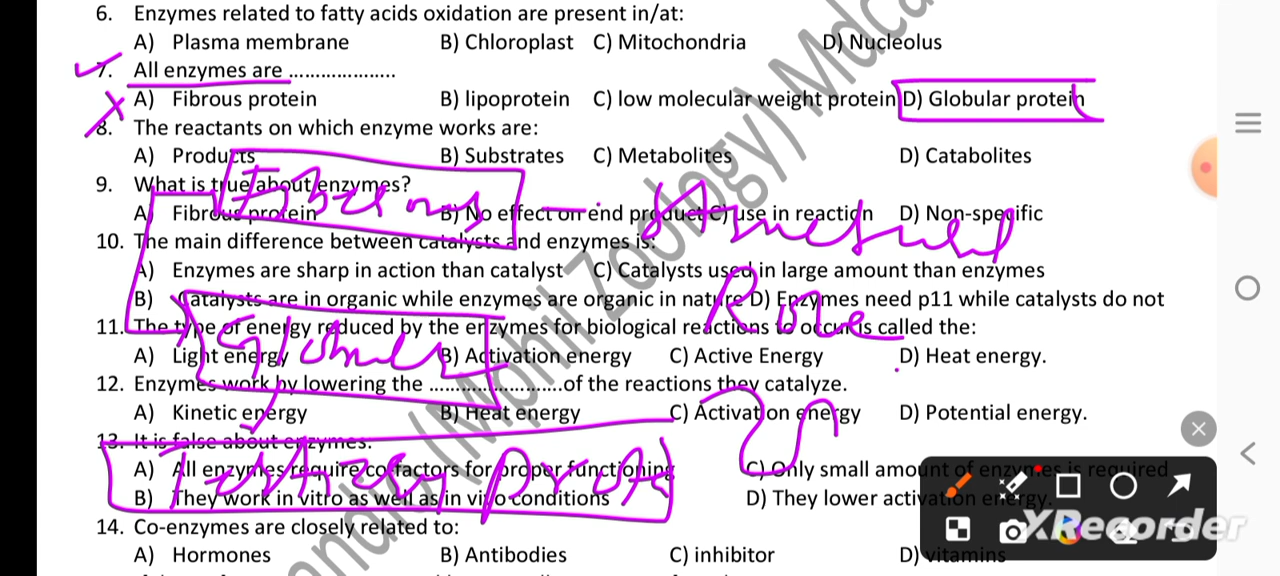 6. Enzymes related to fatty acids oxidation are present in/at:
A) Plasma membrane B) Chloroplast C) Mitochondria D) Nucleolus
7. All enzymes are .....................
A) Fibrous protein B) lipoprotein C) low molecular weight protein D) Globular protein
8. The reactants on which enzyme works are:
A) Products B) Substrates C) Metabolites D) Catabolites
9. What is true about enzymes?
A) Fibrous protein B) No effect on end product C) use in reaction D) Non-specific
10. The main difference between catalysts and enzymes is:
A) Enzymes are sharp in action than catalyst C) Catalysts used in large amount than enzymes
B) Catalysts are in organic while enzymes are organic in nature D) Enzymes need p11 while catalysts do not
11. The type of energy reduced by the enzymes for biological reactions to occur is called the:
A) Light energy B) Activation energy C) Active Energy D) Heat energy.
12. Enzymes work by lowering the ..........................of the reactions they catalyze.
A) Kinetic energy B) Heat energy C) Activation energy D) Potential energy.
13. It is false about enzymes:
A) All enzymes require cofactors for proper functioning C) Only small amount of enzymes is required
B) They work in vitro as well as in vivo conditions D) They lower activation energy.
14. Co-enzymes are closely related to:
A) Hormones B) Antibodies C) inhibitor D) vitamins
(Mphil Zoology) Mdca
XRecorder